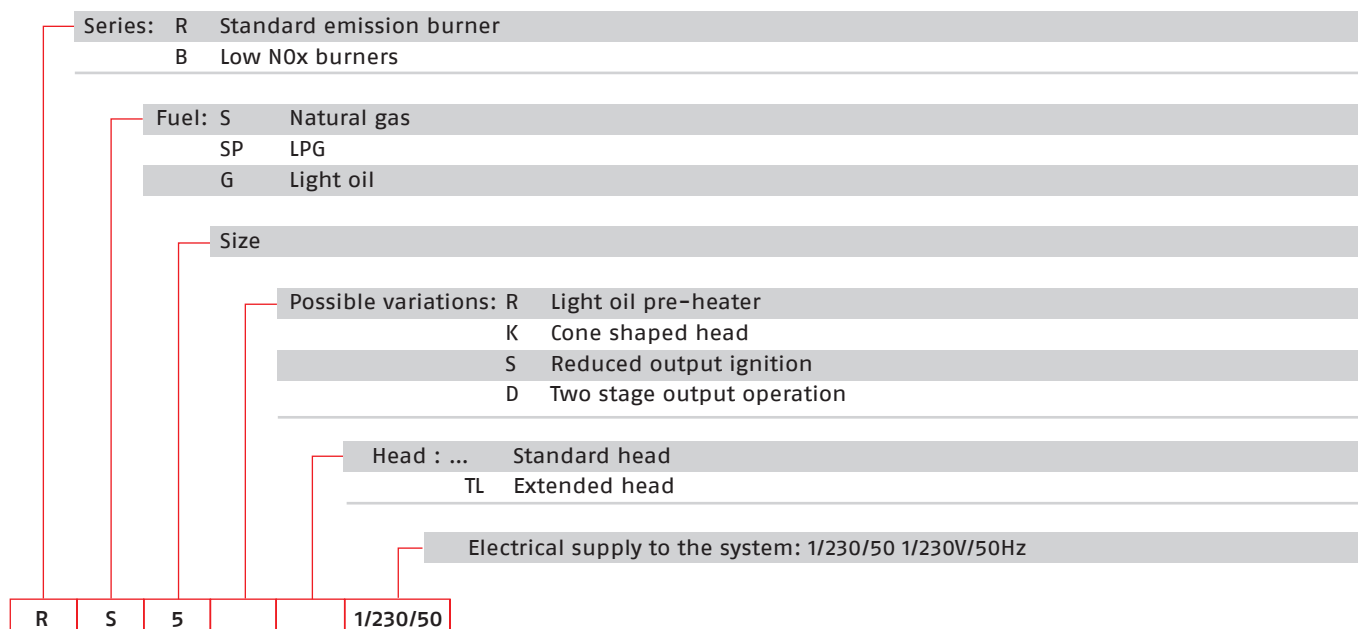 Series: R Standard emission burner
B Low N0x burners
Fuel: S Natural gas
SP LPG
G Light oil
Size
Possible variations: R Light oil pre-heater
K Cone shaped head
S Reduced output ignition
D Two stage output operation
Head : ... Standard head
TL Extended head
Electrical supply to the system: 1/230/50 1/230V/50Hz
R S 5 1/230/50